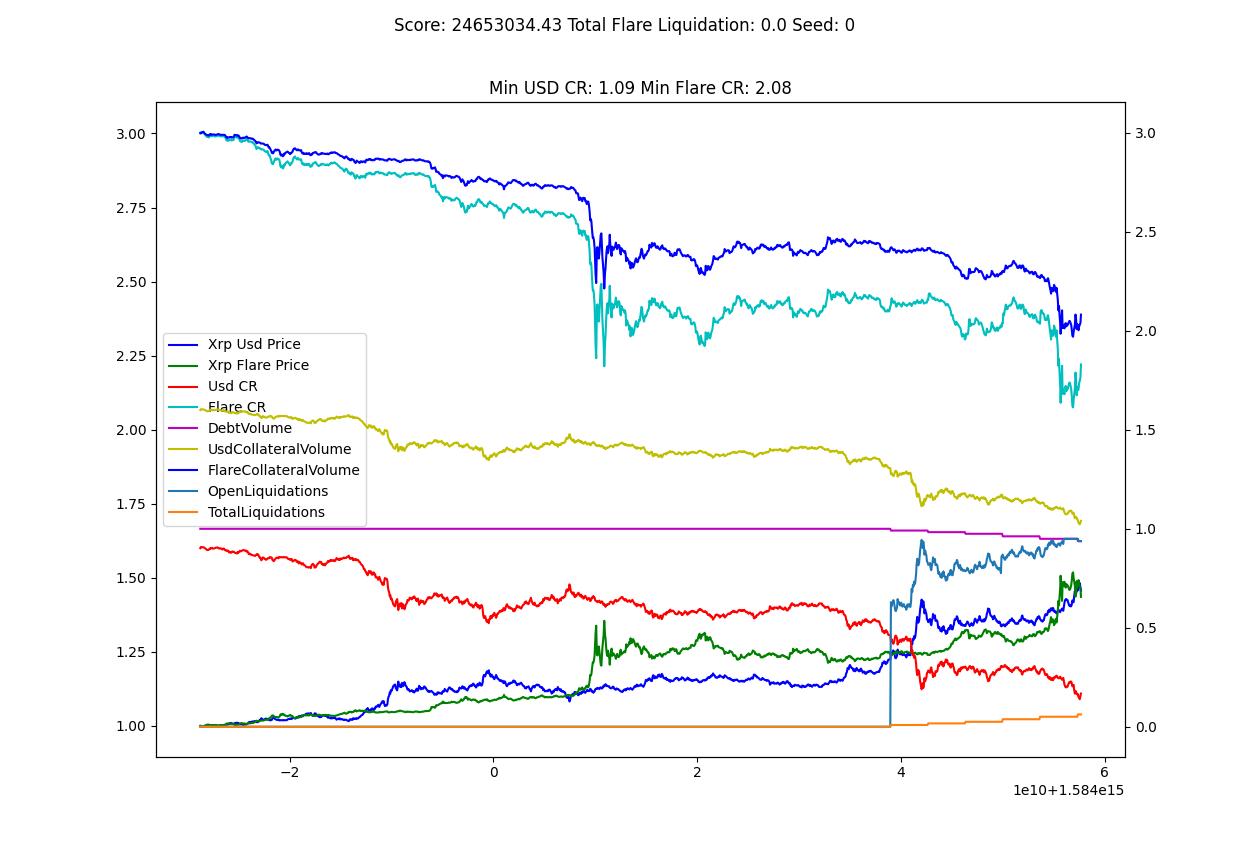 Score: 24653034.43 Total Flare Liquidation: 0.0 Seed: 0
Min USD CR: 1.09 Min Flare CR: 2.08
3.00
2.75
2.50
2.25
2.00
1.75
1.50
1.25
1.00
3.0
2.5
2.0
1.5
1.0
0.5
0.0
Xrp Usd Price
Xrp Flare Price
Usd CR
Flare CR
DebtVolume
UsdCollateralVolume
FlareCollateralVolume
OpenLiquidations
TotalLiquidations
−2 0 2 4 6
1e10+1.584e15